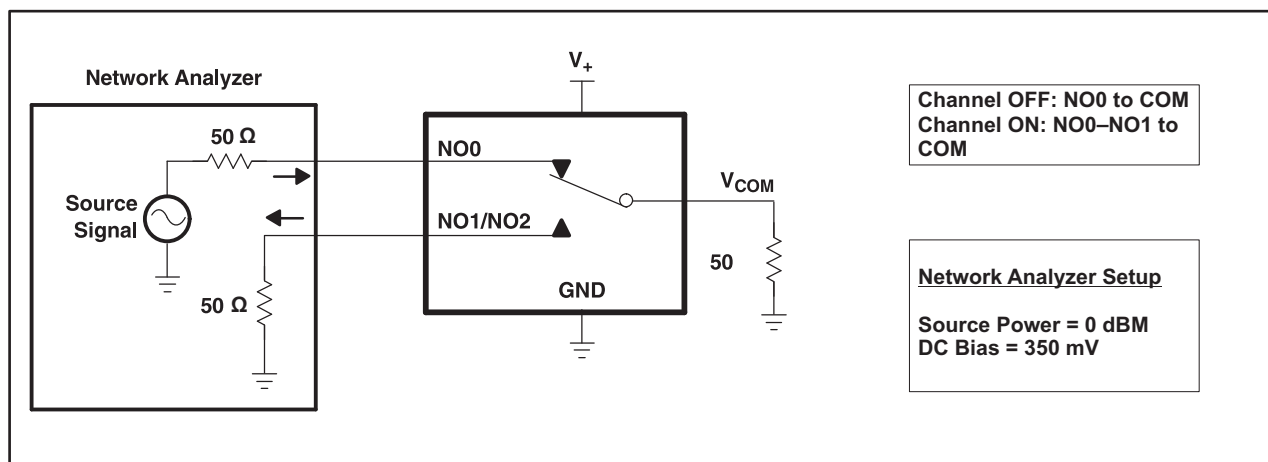 Network Analyzer
50 Ω
Source
Signal
50 Ω
V+
NO0
NO1/NO2
GND
VCOM
50
Channel OFF: NO0 to COM
Channel ON: NO0–NO1 to
COM
Network Analyzer Setup
Source Power = 0 dBM
DC Bias = 350 mV